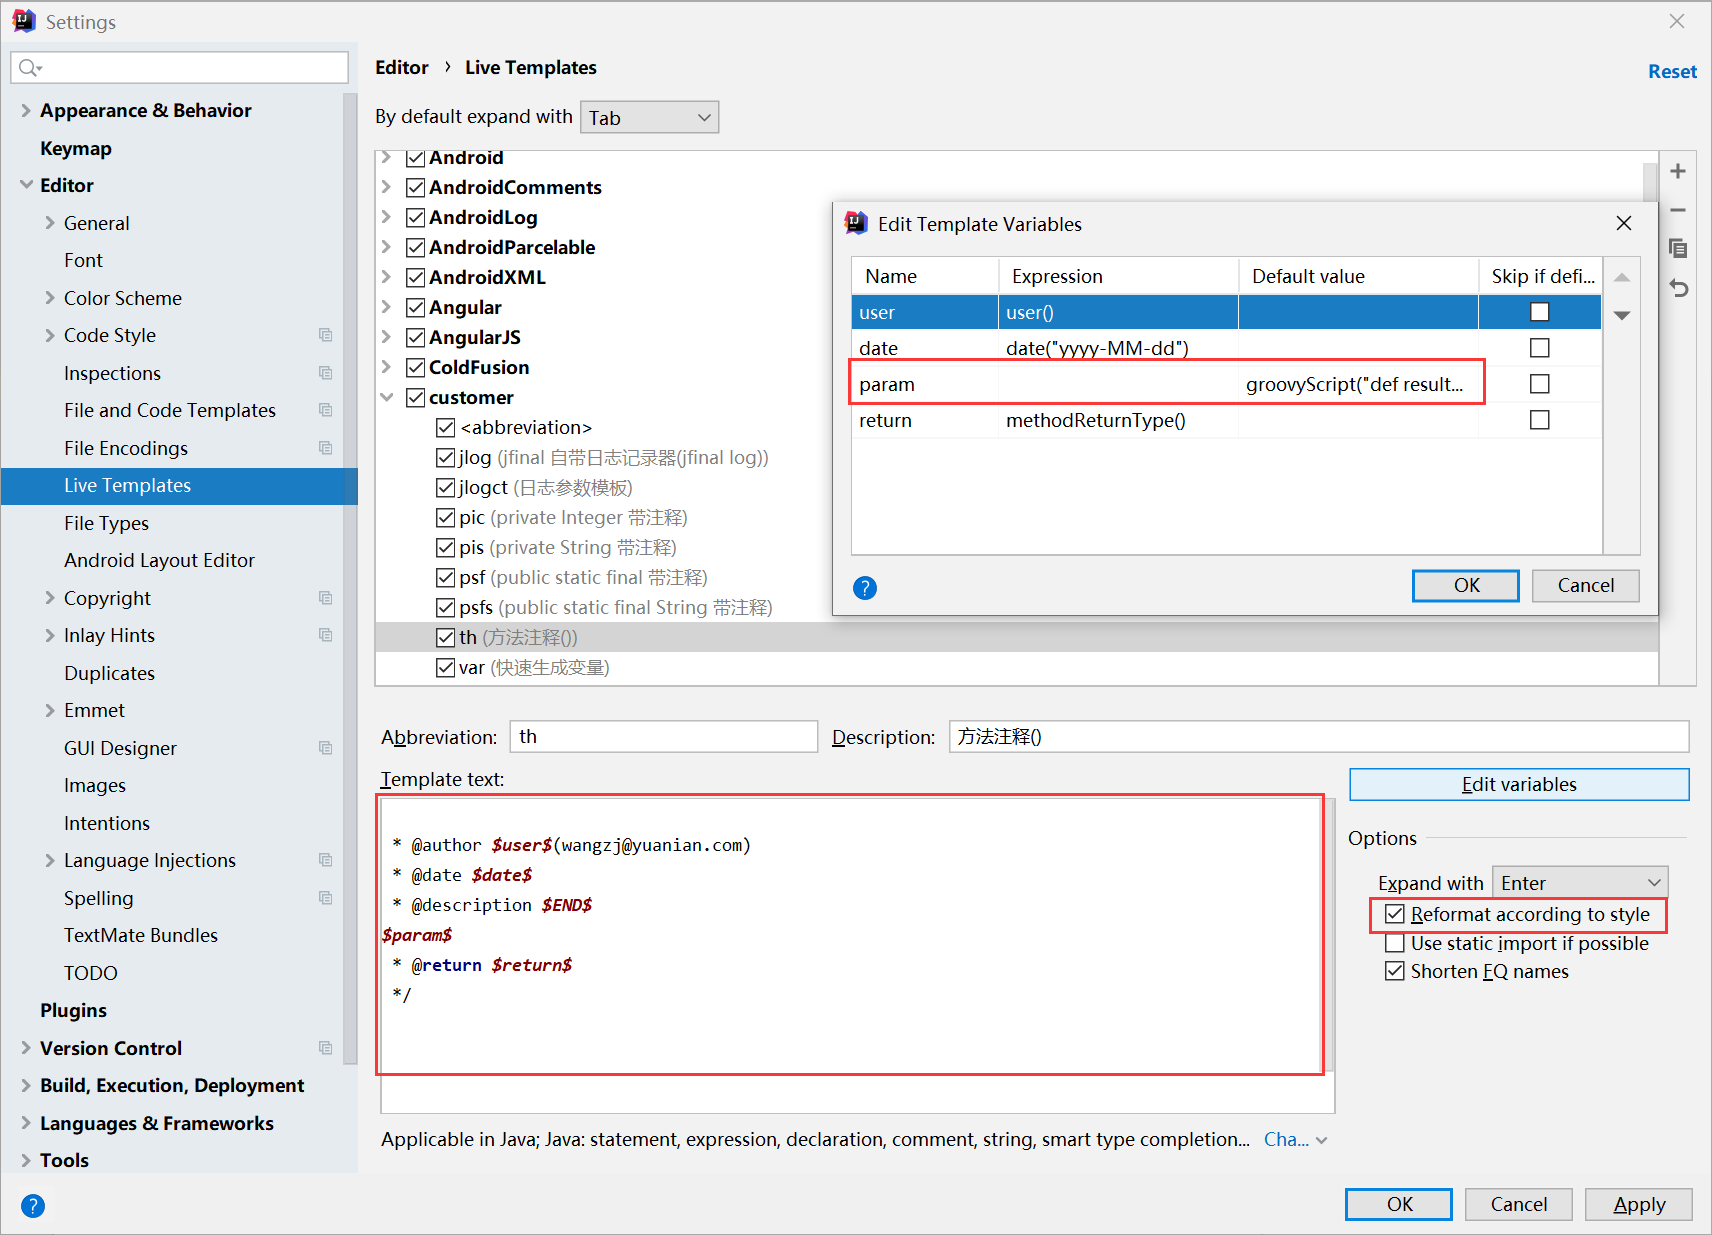 Settings
Appearance & Behavior
Keymap
Editor
General
Font
Color Scheme
Code Style
Inspections
File and Code Templates
File Encodings
Live Templates
File Types
Android Layout Editor
Copyright
Inlay Hints
Duplicates
Emmet
GUI Designer
Images
Intentions
Language Injections
Spelling
TextMate Bundles
TODO
Plugins
Version Control
Build, Execution, Deployment
Languages & Frameworks
Tools
Editor › Live Templates
Reset
By default expand with Tab
Android
AndroidComments
AndroidLog
AndroidParcelable
AndroidXML
Angular
AngularJS
ColdFusion
customer
<abbreviation>
jlog (jfinal 自带日志记录器(jfinal log))
jlogct (日志参数模板)
pic (private Integer 带注释)
pis (private String 带注释)
psf (public static final 带注释)
psfs (public static final String 带注释)
th (方法注释())
var (快速生成变量)
Edit Template Variables
Name Expression Default value Skip if defi...
user user()
date date("yyyy-MM-dd")
param groovyScript("def result...
return methodReturnType()
? OK Cancel
Abbreviation: th Description: 方法注释()
Template text:
Edit variables
* @author $user$(wangzj@yuanian.com)
* @date $date$
* @description $END$
$param$
* @return $return$
*/
Options
Expand with Enter
Reformat according to style
Use static import if possible
Shorten FQ names
Applicable in Java; Java: statement, expression, declaration, comment, string, smart type completion... Cha...
? OK Cancel Apply